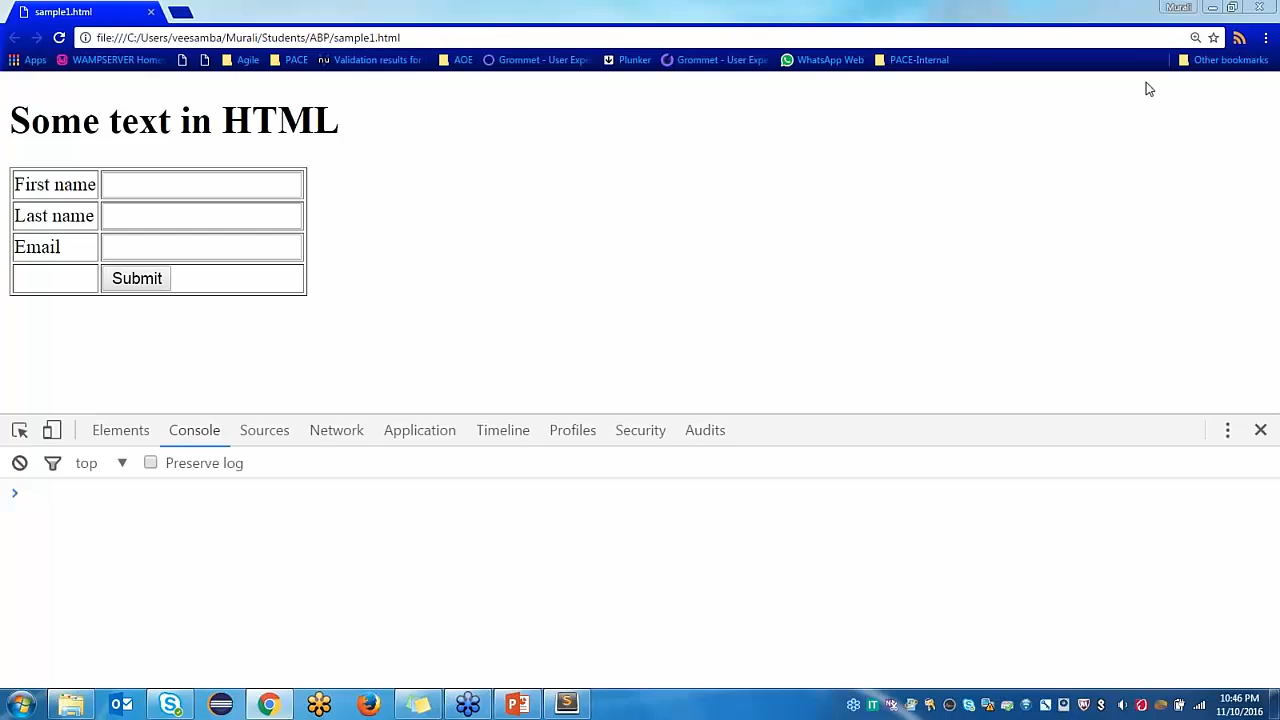 sample1.html
Murali
file:///C:/Users/veesamba/Murali/Students/ABP/sample1.html
Apps WAMPSERVER Home Agile PACE Validation results for AOE Grommet - User Expe Plunker Grommet - User Expe WhatsApp Web PACE-Internal Other bookmarks
Some text in HTML
First name
Last name
Email
Submit
Elements Console Sources Network Application Timeline Profiles Security Audits
top Preserve log
10:46 PM
11/10/2016